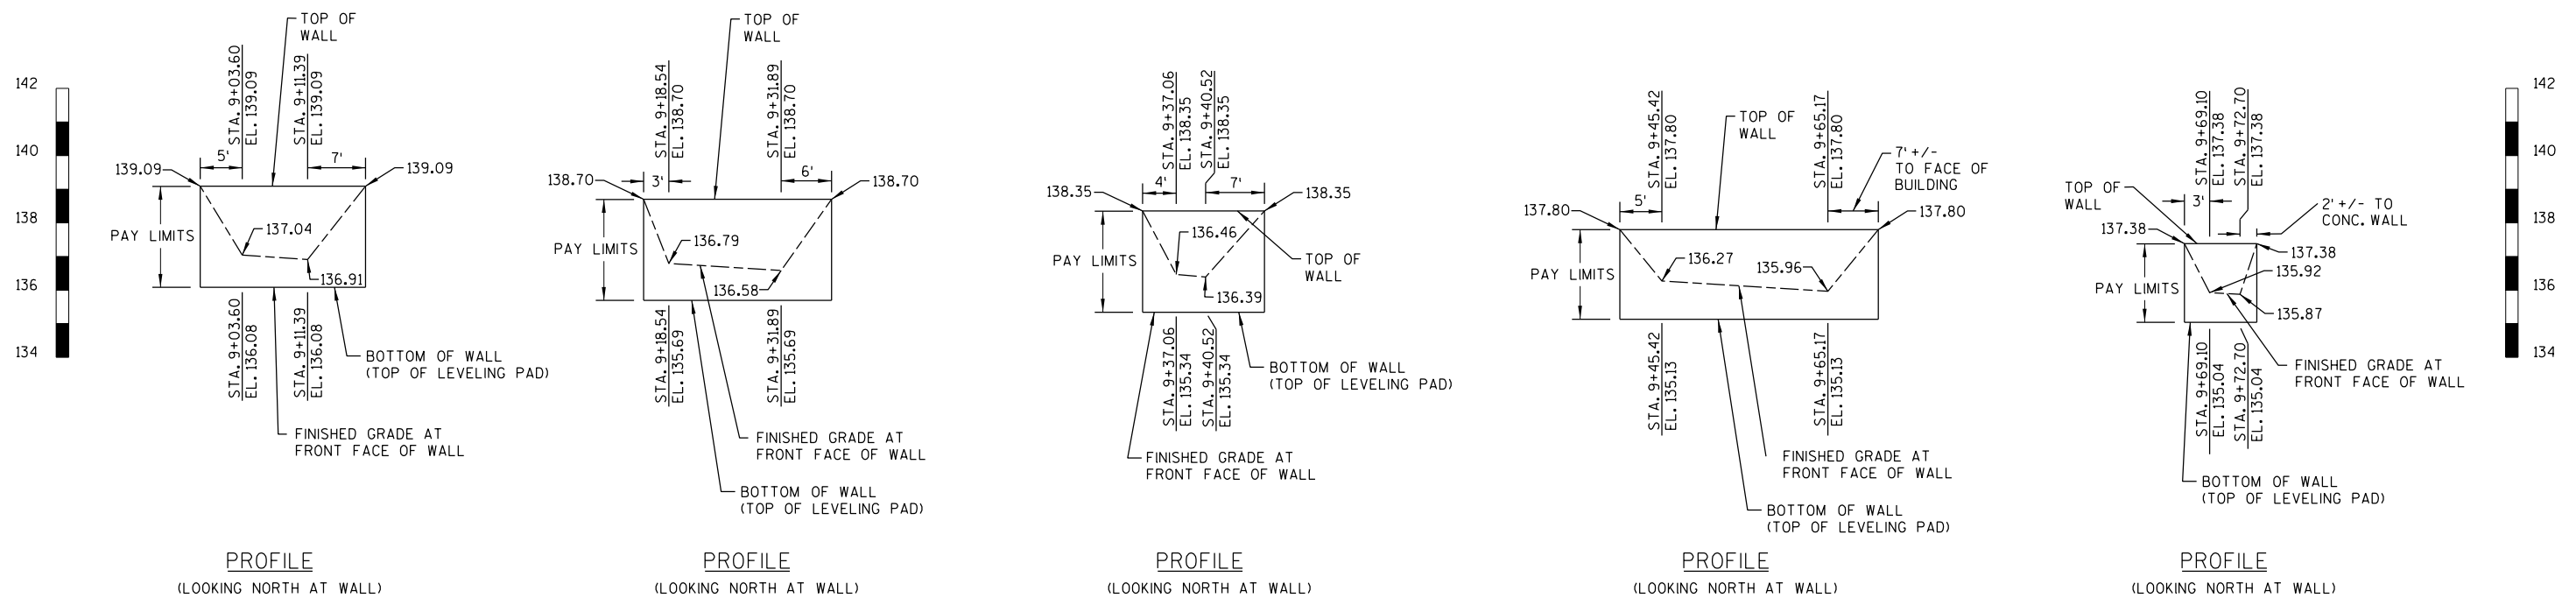 142
140
138
136
134
TOP OF
WALL
STA. 9+03.60
EL. 139.09
STA. 9+11.39
EL. 139.09
5'
7'
139.09
139.09
PAY LIMITS
137.04
136.91
STA. 9+03.60
EL. 136.08
STA. 9+11.39
EL. 136.08
BOTTOM OF WALL
(TOP OF LEVELING PAD)
FINISHED GRADE AT
FRONT FACE OF WALL
PROFILE
(LOOKING NORTH AT WALL)
TOP OF
WALL
STA. 9+18.54
EL. 138.70
STA. 9+31.89
EL. 138.70
3'
6'
138.70
138.70
PAY LIMITS
136.79
136.58
STA. 9+18.54
EL. 135.69
STA. 9+31.89
EL. 135.69
FINISHED GRADE AT
FRONT FACE OF WALL
BOTTOM OF WALL
(TOP OF LEVELING PAD)
PROFILE
(LOOKING NORTH AT WALL)
STA. 9+37.06
EL. 138.35
STA. 9+40.52
EL. 138.35
4'
7'
138.35
138.35
PAY LIMITS
136.46
136.39
TOP OF
WALL
STA. 9+37.06
EL. 135.34
STA. 9+40.52
EL. 135.34
BOTTOM OF WALL
(TOP OF LEVELING PAD)
FINISHED GRADE AT
FRONT FACE OF WALL
PROFILE
(LOOKING NORTH AT WALL)
STA. 9+45.42
EL. 137.80
TOP OF
WALL
STA. 9+65.17
EL. 137.80
7' +/-
TO FACE OF
BUILDING
5'
137.80
137.80
PAY LIMITS
136.27
135.96
STA. 9+45.42
EL. 135.13
STA. 9+65.17
EL. 135.13
FINISHED GRADE AT
FRONT FACE OF WALL
BOTTOM OF WALL
(TOP OF LEVELING PAD)
PROFILE
(LOOKING NORTH AT WALL)
STA. 9+69.10
EL. 137.38
STA. 9+72.70
EL. 137.38
TOP OF
WALL
3'
2' +/- TO
CONC. WALL
137.38
137.38
PAY LIMITS
135.92
135.87
STA. 9+69.10
EL. 135.04
STA. 9+72.70
EL. 135.04
FINISHED GRADE AT
FRONT FACE OF WALL
BOTTOM OF WALL
(TOP OF LEVELING PAD)
PROFILE
(LOOKING NORTH AT WALL)
142
140
138
136
134